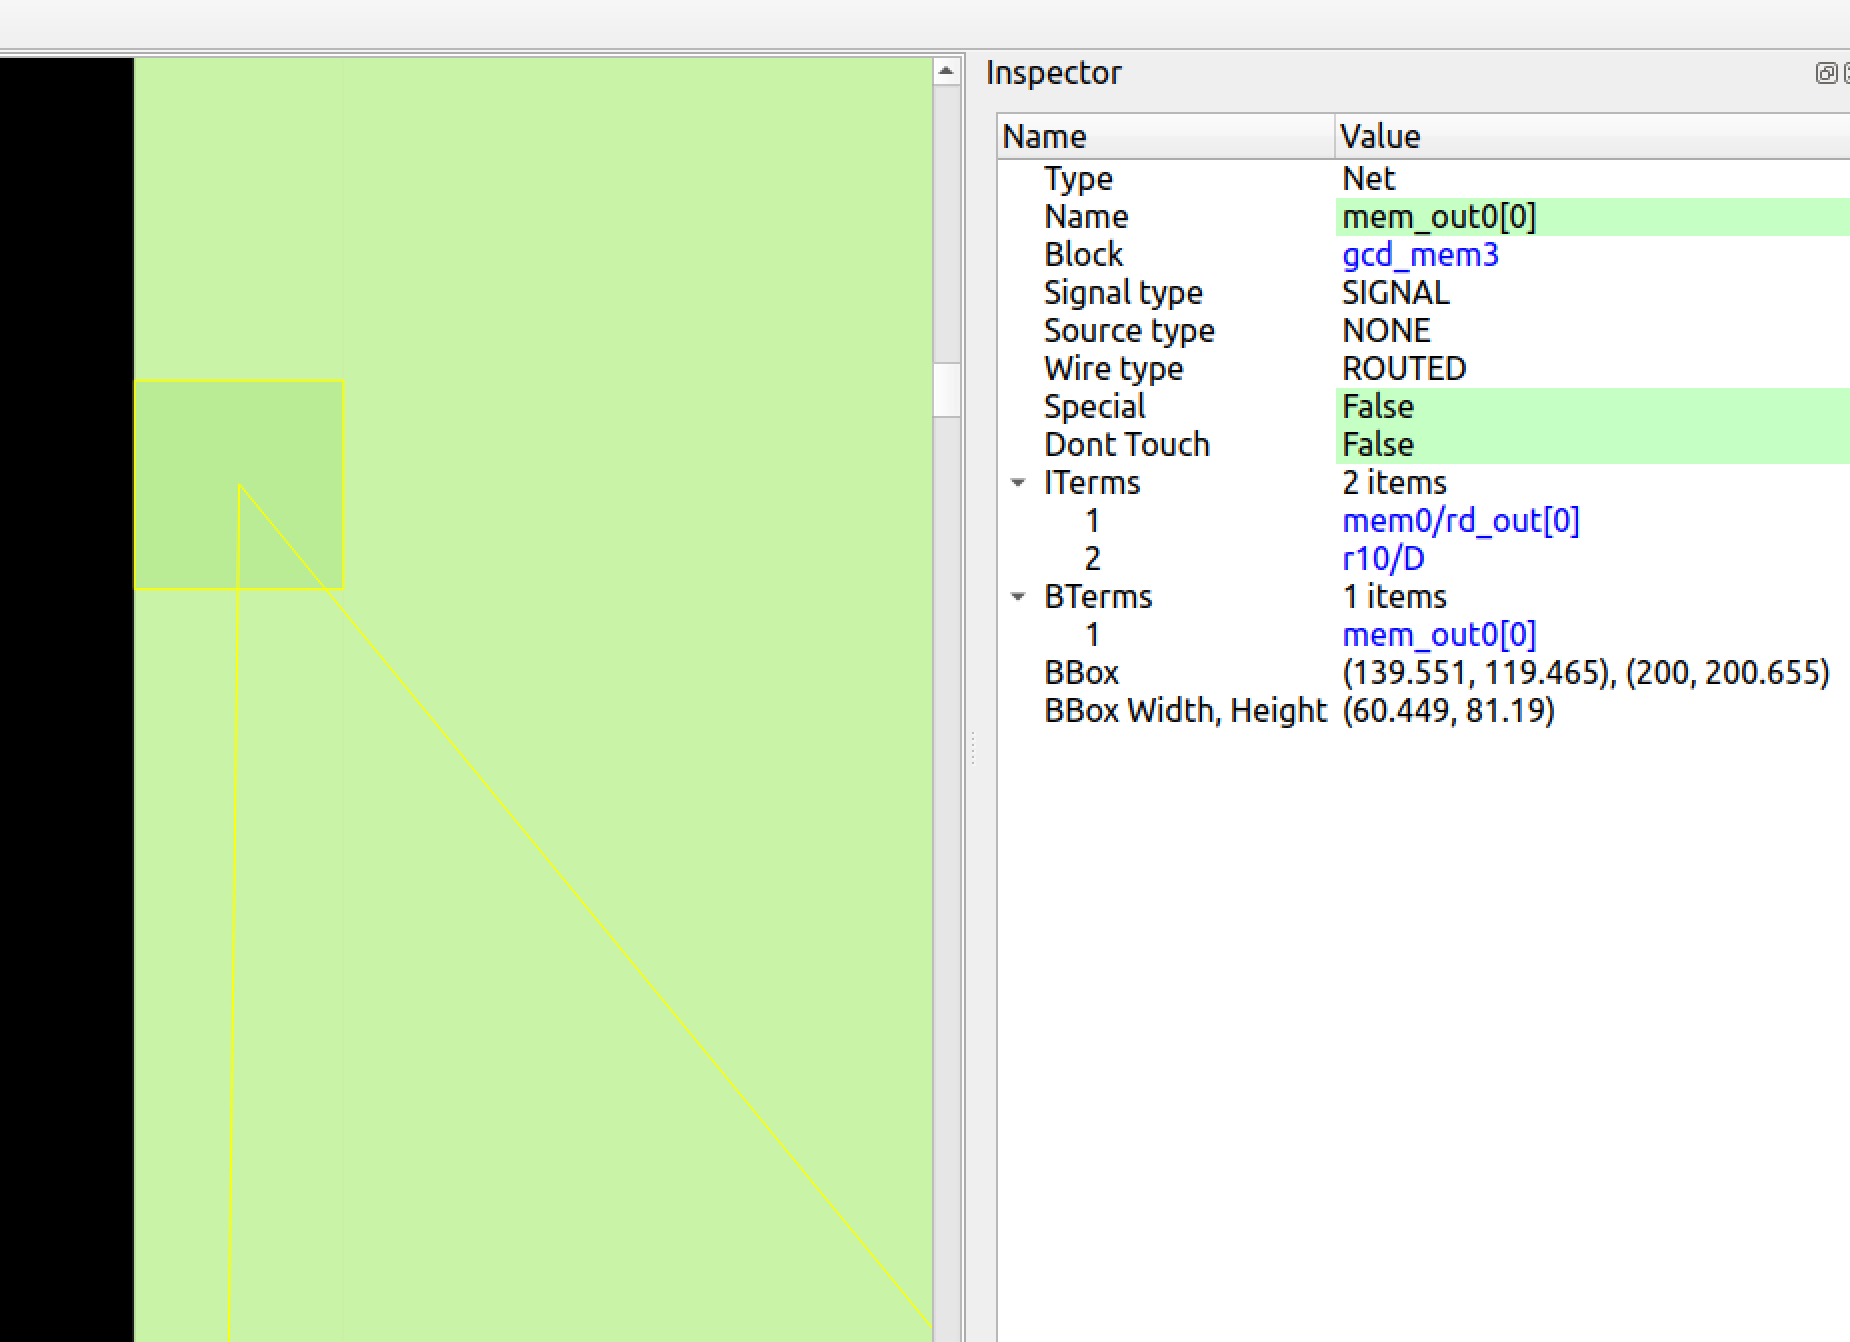 Inspector
Name Value
Type Net
Name mem_out0[0]
Block gcd_mem3
Signal type SIGNAL
Source type NONE
Wire type ROUTED
Special False
Dont Touch False
ITerms 2 items
1 mem0/rd_out[0]
2 r10/D
BTerms 1 items
1 mem_out0[0]
BBox (139.551, 119.465), (200, 200.655)
BBox Width, Height (60.449, 81.19)